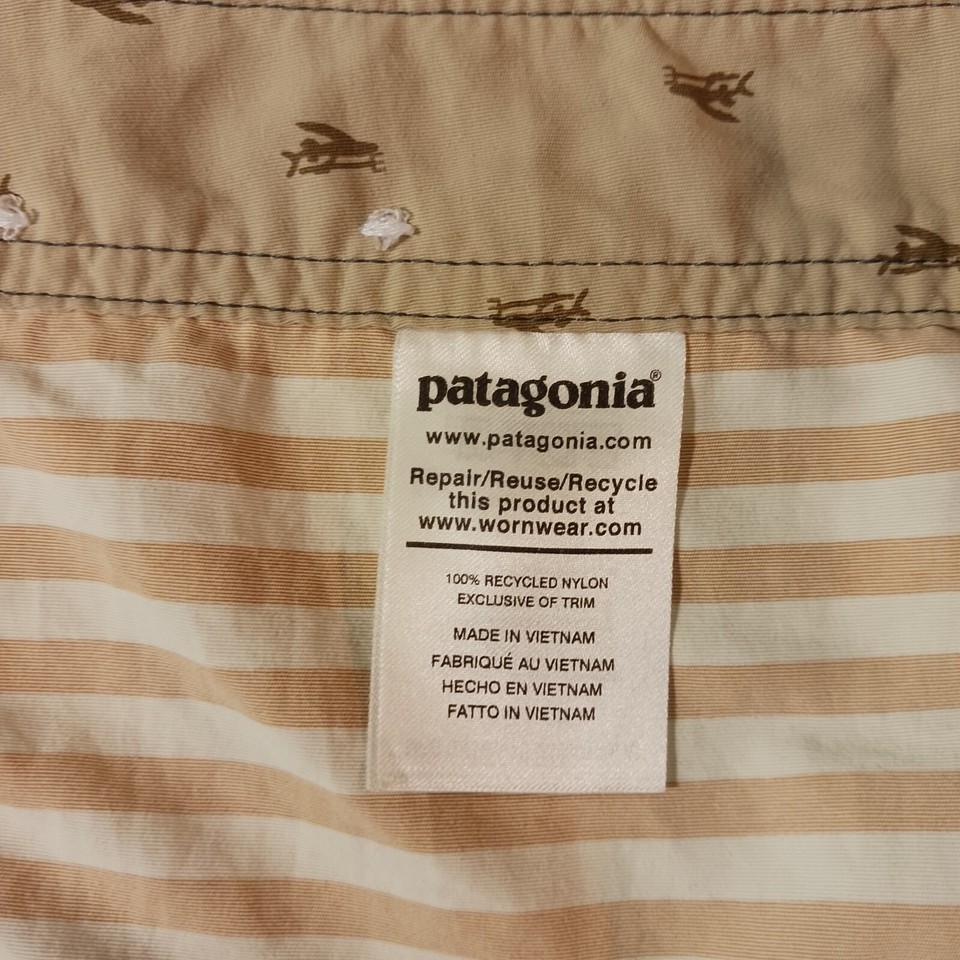 patagonia®
www.patagonia.com
Repair/Reuse/Recycle
this product at
www.wornwear.com
100% RECYCLED NYLON
EXCLUSIVE OF TRIM
MADE IN VIETNAM
FABRIQUÉ AU VIETNAM
HECHO EN VIETNAM
FATTO IN VIETNAM